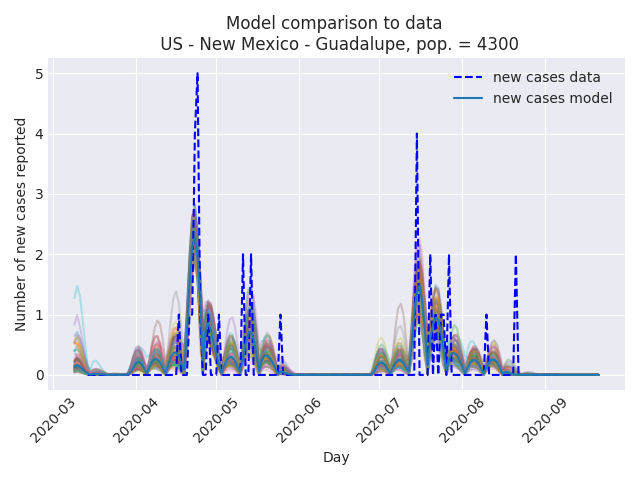 Model comparison to data
US - New Mexico - Guadalupe, pop. = 4300
new cases data
new cases model
Number of new cases reported
5
4
3
2
1
0
2020-03
2020-04
2020-05
2020-06
2020-07
2020-08
2020-09
Day